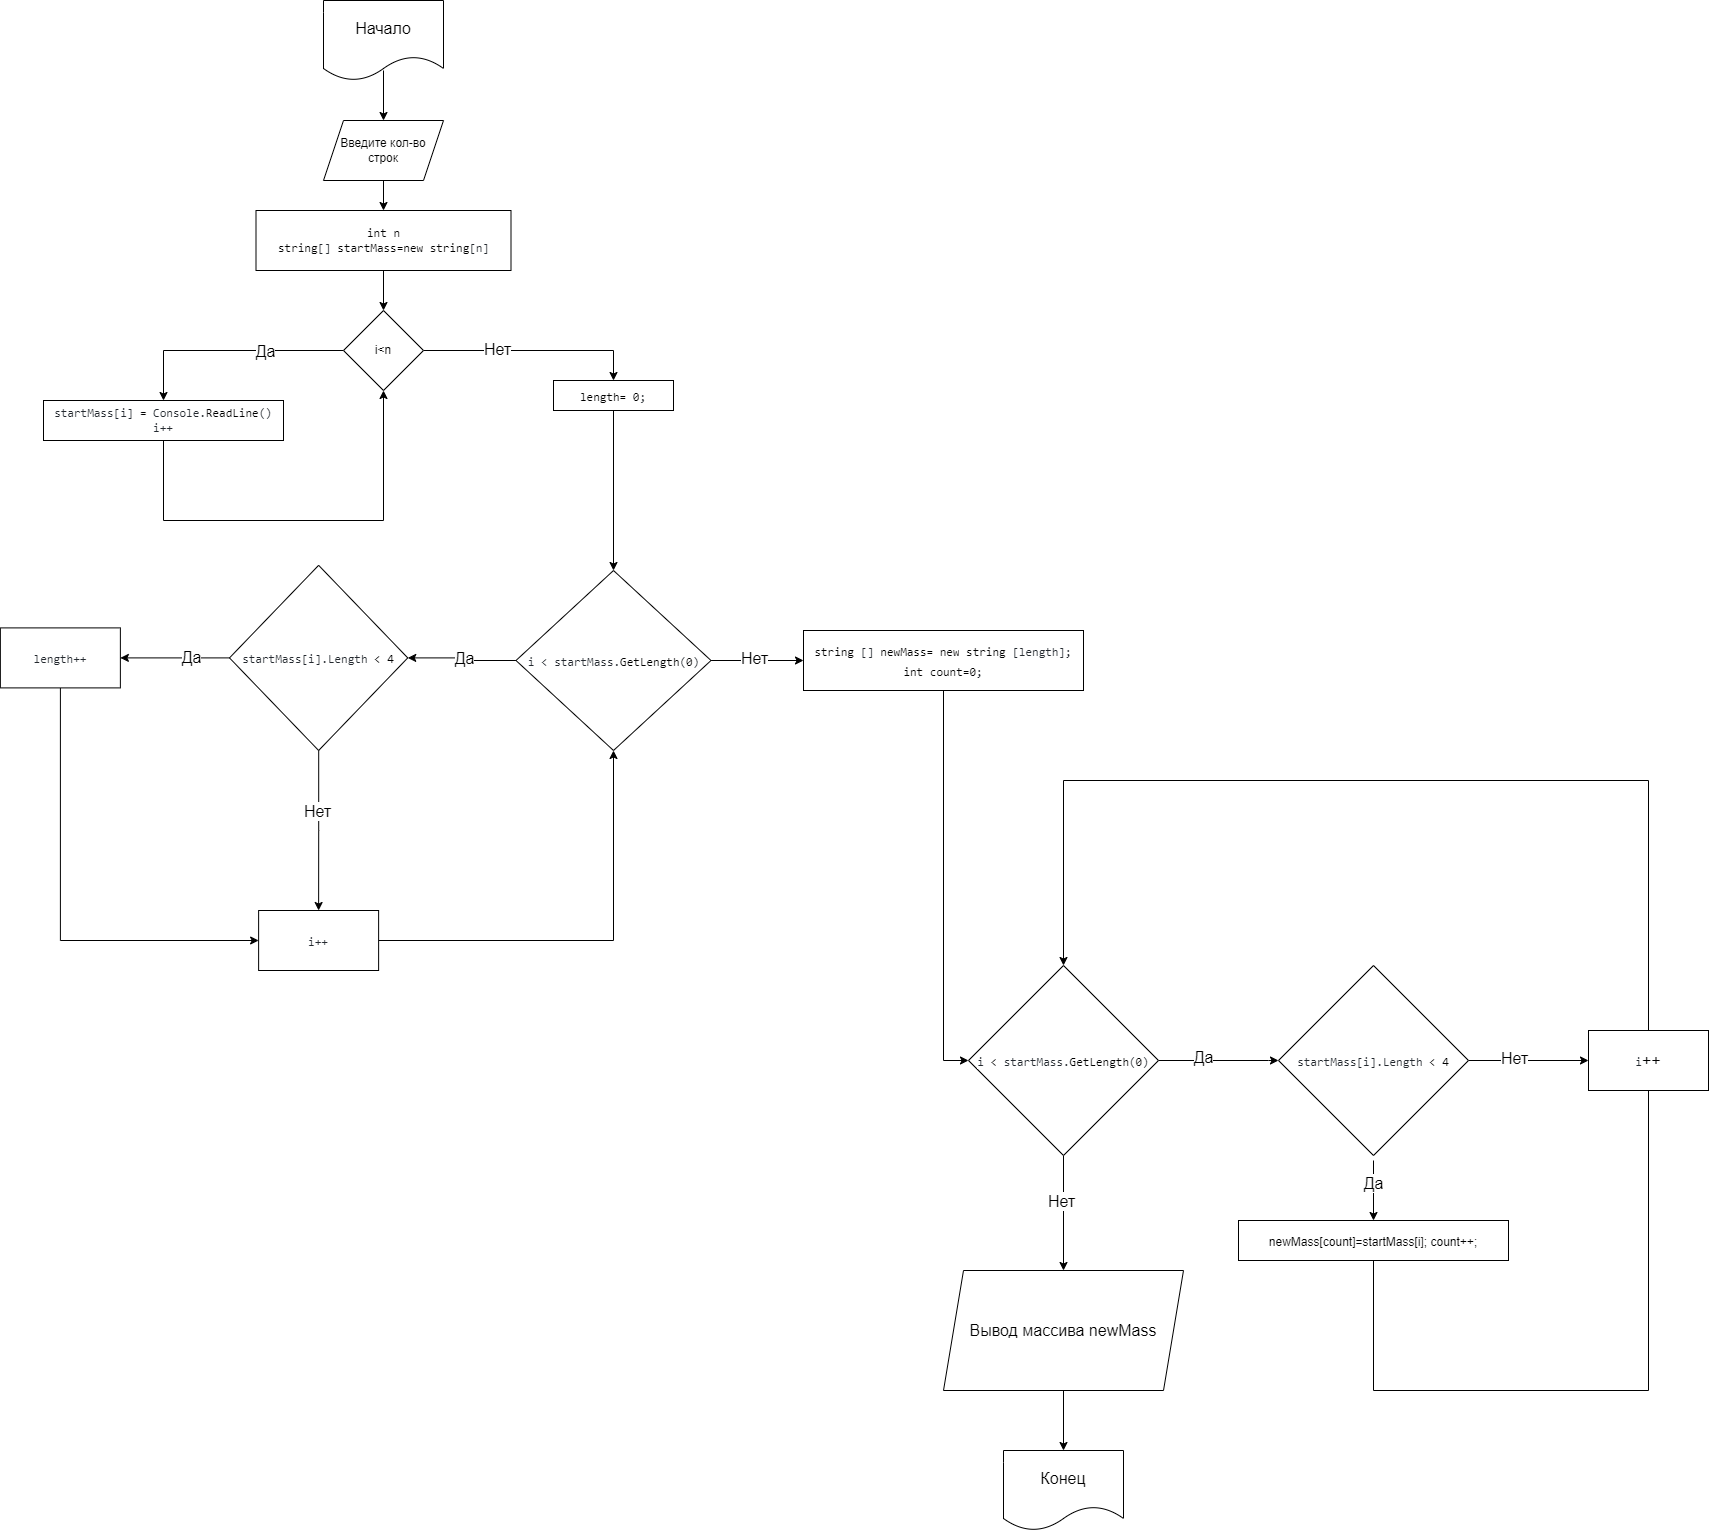 Начало
Введите кол-во
строк
int n
string[] startMass=new string[n]
i<n
Да
Нет
startMass[i] = Console.ReadLine()
i++
length= 0;
length++
Да
startMass[i].Length < 4
Да
i < startMass.GetLength(0)
Нет
string [] newMass= new string [length];
int count=0;
Нет
i++
i < startMass.GetLength(0)
Да
startMass[i].Length < 4
Нет
i++
Нет
Да
newMass[count]=startMass[i]; count++;
Вывод массива newMass
Конец